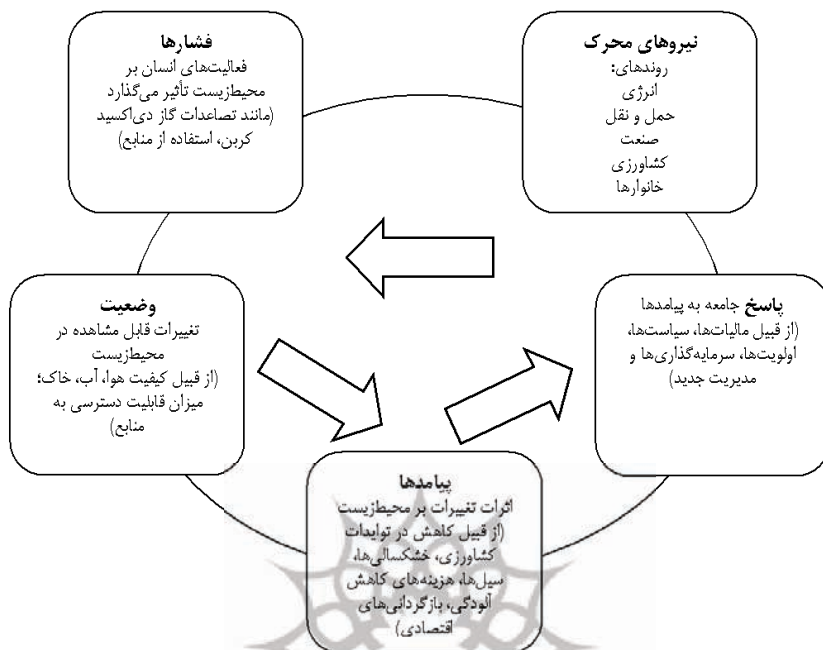 نیروهای محرک
روندهای:
انرژی
حمل و نقل
صنعت
کشاورزی
خانوارها
فشارها
فعالیت‌های انسان بر
محیط‌زیست تأثیر می‌گذارد
(مانند تصاعدات گاز دی‌اکسید
کربن، استفاده از منابع)
وضعیت
تغییرات قابل مشاهده در
محیط‌زیست
(از قبیل کیفیت هوا، آب، خاک؛
میزان قابلیت دسترسی به
منابع)
پیامدها
اثرات تغییرات بر محیط‌زیست
(از قبیل کاهش در تولیدات
کشاورزی، خشکسالی‌ها،
سیل‌ها، هزینه‌های کاهش
آلودگی، بازگردانی‌های
اقتصادی)
پاسخ جامعه به پیامدها
(از قبیل مالیات‌ها، سیاست‌ها،
اولویت‌ها، سرمایه‌گذاری‌ها و
مدیریت جدید)